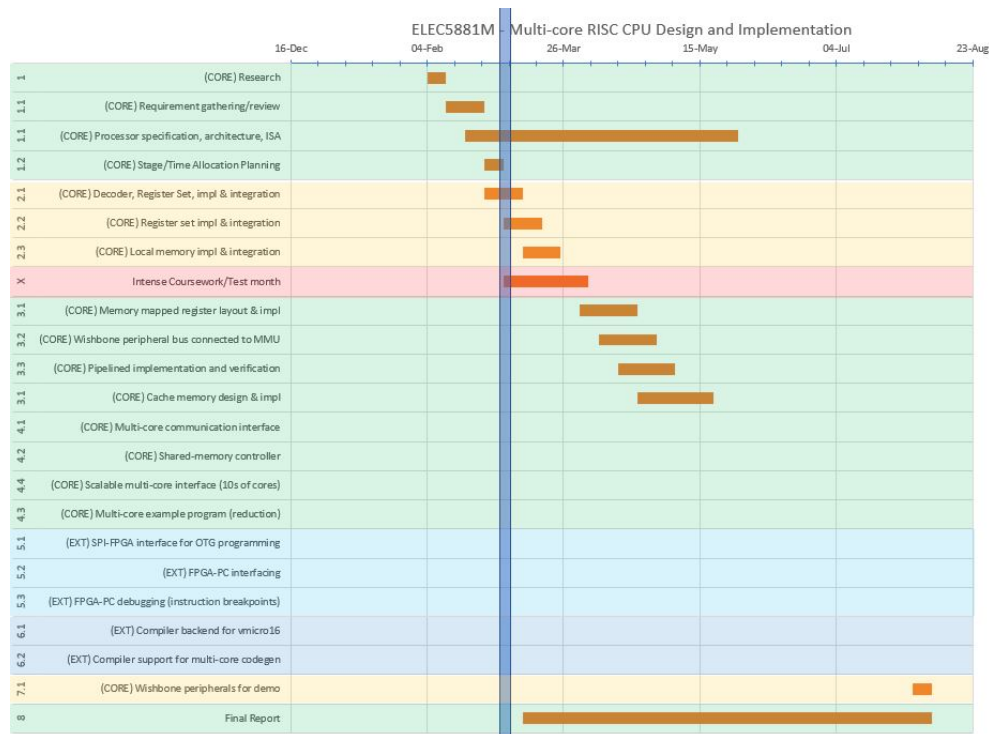 ELEC5881M - Multi-core RISC CPU Design and Implementation
16-Dec 04-Feb 26-Mar 15-May 04-Jul 23-Aug
1 (CORE) Research
1.1 (CORE) Requirement gathering/review
1.1 (CORE) Processor specification, architecture, ISA
1.2 (CORE) Stage/Time Allocation Planning
2.1 (CORE) Decoder, Register Set, impl & integration
2.2 (CORE) Register set impl & integration
2.3 (CORE) Local memory impl & integration
X Intense Coursework/Test month
3.1 (CORE) Memory mapped register layout & impl
3.2 (CORE) Wishbone peripheral bus connected to MMU
3.3 (CORE) Pipelined implementation and verification
3.1 (CORE) Cache memory design & impl
4.1 (CORE) Multi-core communication interface
4.2 (CORE) Shared-memory controller
4.4 (CORE) Scalable multi-core interface (10s of cores)
4.3 (CORE) Multi-core example program (reduction)
5.1 (EXT) SPI-FPGA interface for OTG programming
5.2 (EXT) FPGA-PC interfacing
5.3 (EXT) FPGA-PC debugging (instruction breakpoints)
6.1 (EXT) Compiler backend for vmicro16
6.2 (EXT) Compiler support for multi-core codegen
7.1 (CORE) Wishbone peripherals for demo
8 Final Report